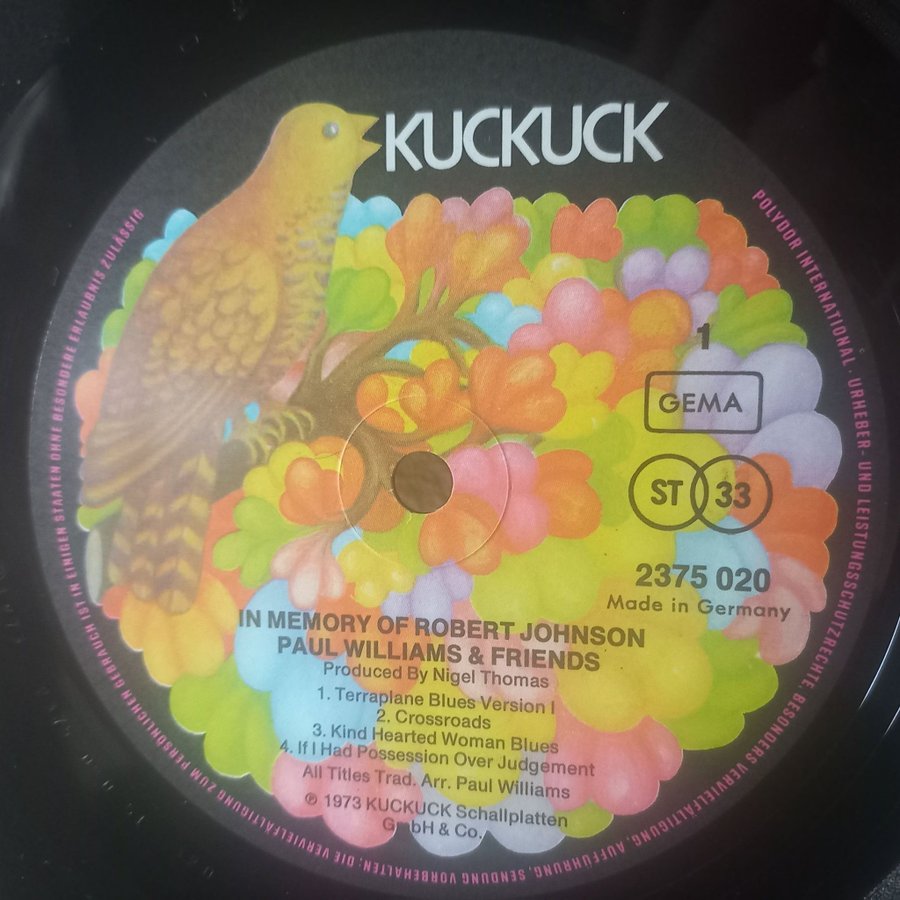 KUCKUCK
1
GEMA
ST 33
2375 020
Made in Germany
IN MEMORY OF ROBERT JOHNSON
PAUL WILLIAMS & FRIENDS
Produced By Nigel Thomas
1. Terraplane Blues Version I
2. Crossroads
3. Kind Hearted Woman Blues
4. If I Had Possession Over Judgement
All Titles Trad. Arr. Paul Williams
℗ 1973 KUCKUCK Schallplatten
GmbH & Co.
POLYDOR INTERNATIONAL · URHEBER- UND LEISTUNGSSCHUTZRECHTE, BESONDERS VERVIELFÄLTIGUNG, AUFFÜHRUNG, SENDUNG VORBEHALTEN: DIE VERVIELFÄLTIGUNG ZUM PERSÖNLICHEN GEBRAUCH IST IN EINIGEN STAATEN OHNE BESONDERE ERLAUBNIS ZULÄSSIG